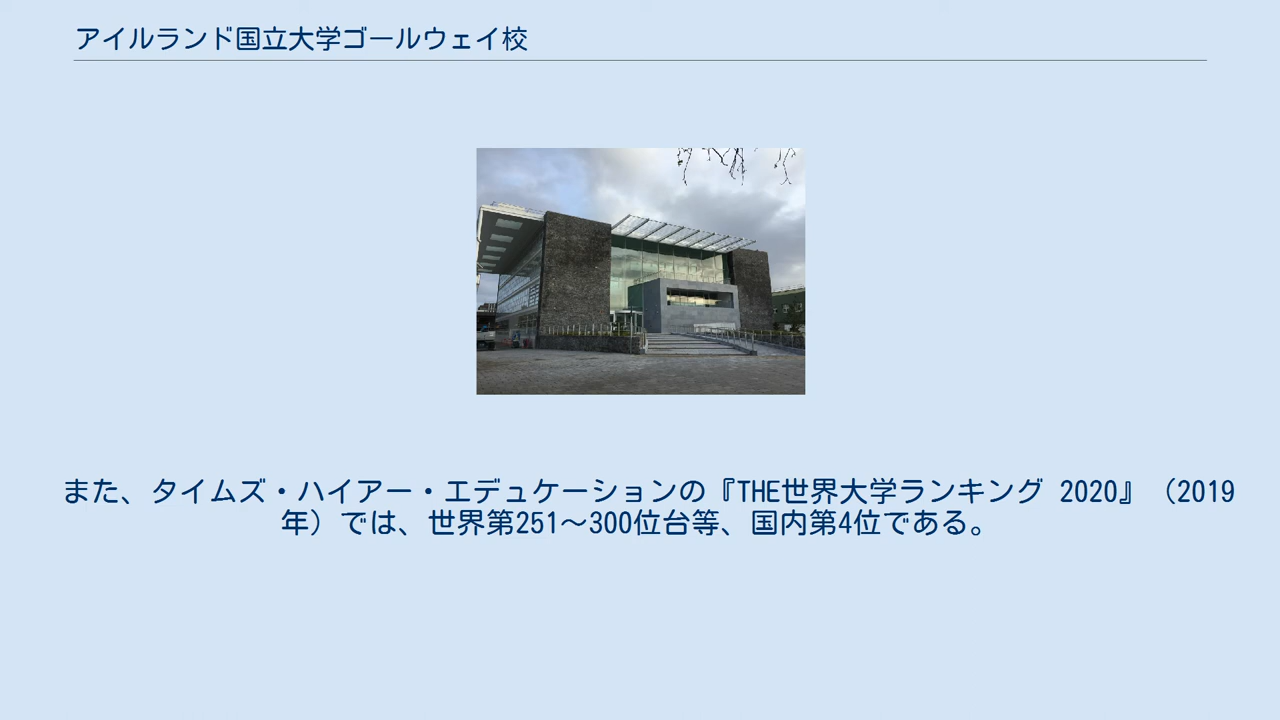 アイルランド国立大学ゴールウェイ校
また、タイムズ・ハイアー・エデュケーションの『THE世界大学ランキング 2020』（2019
年）では、世界第251〜300位台等、国内第4位である。